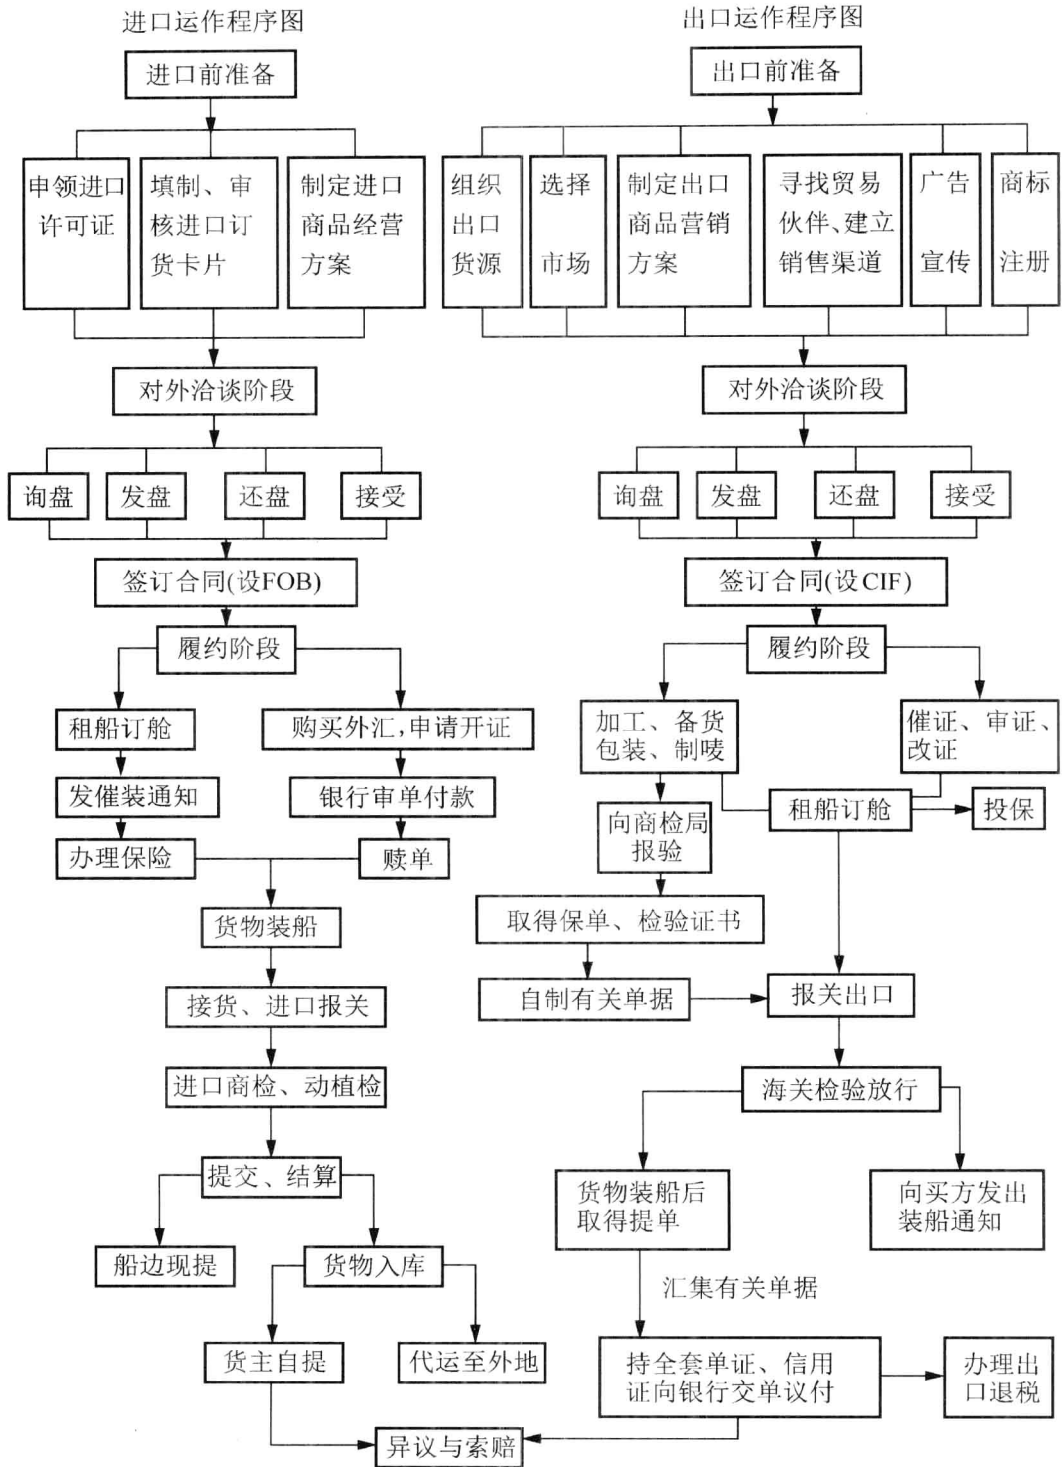 进口运作程序图
进口前准备
申领进口
许可证
填制、审
核进口订
货卡片
制定进口
商品经营
方案
对外洽谈阶段
询盘
发盘
还盘
接受
签订合同(设FOB)
履约阶段
租船订舱
购买外汇,申请开证
发催装通知
银行审单付款
办理保险
赎单
货物装船
接货、进口报关
进口商检、动植检
提交、结算
船边现提
货物入库
货主自提
代运至外地
出口运作程序图
出口前准备
组织
出口
货源
选择
市场
制定出口
商品营销
方案
寻找贸易
伙伴、建立
销售渠道
广告
宣传
商标
注册
对外洽谈阶段
询盘
发盘
还盘
接受
签订合同(设CIF)
履约阶段
加工、备货
包装、制唛
催证、审证、
改证
租船订舱
投保
向商检局
报验
取得保单、检验证书
自制有关单据
报关出口
海关检验放行
货物装船后
取得提单
向买方发出
装船通知
汇集有关单据
持全套单证、信用
证向银行交单议付
办理出
口退税
异议与索赔